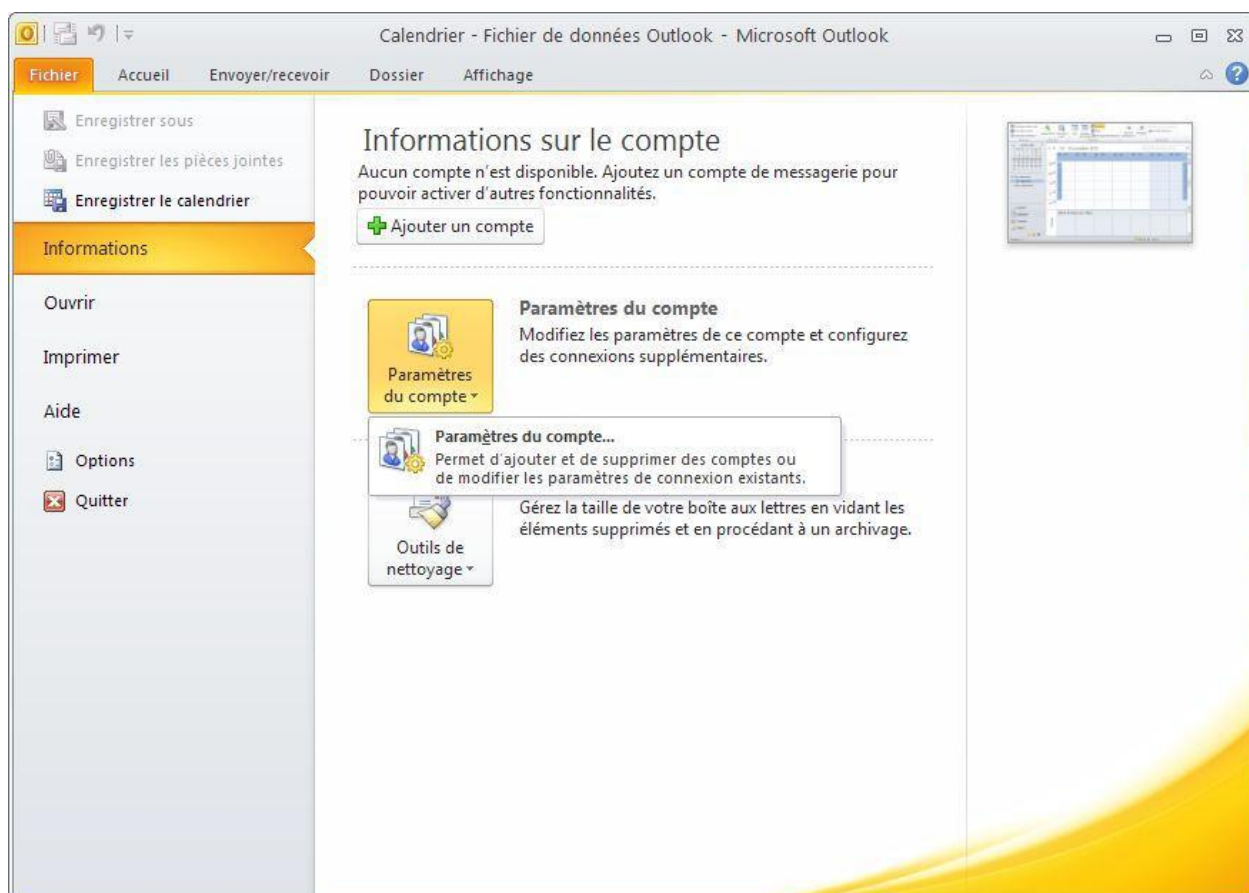 Calendrier - Fichier de données Outlook - Microsoft Outlook
Fichier Accueil Envoyer/recevoir Dossier Affichage
Enregistrer sous
Enregistrer les pièces jointes
Enregistrer le calendrier
Informations
Ouvrir
Imprimer
Aide
Options
Quitter
Informations sur le compte
Aucun compte n'est disponible. Ajoutez un compte de messagerie pour
pouvoir activer d'autres fonctionnalités.
Ajouter un compte
Paramètres
du compte
Paramètres du compte
Modifiez les paramètres de ce compte et configurez
des connexions supplémentaires.
Paramètres du compte...
Permet d'ajouter et de supprimer des comptes ou
de modifier les paramètres de connexion existants.
Outils de
nettoyage
Gérez la taille de votre boîte aux lettres en vidant les
éléments supprimés et en procédant à un archivage.